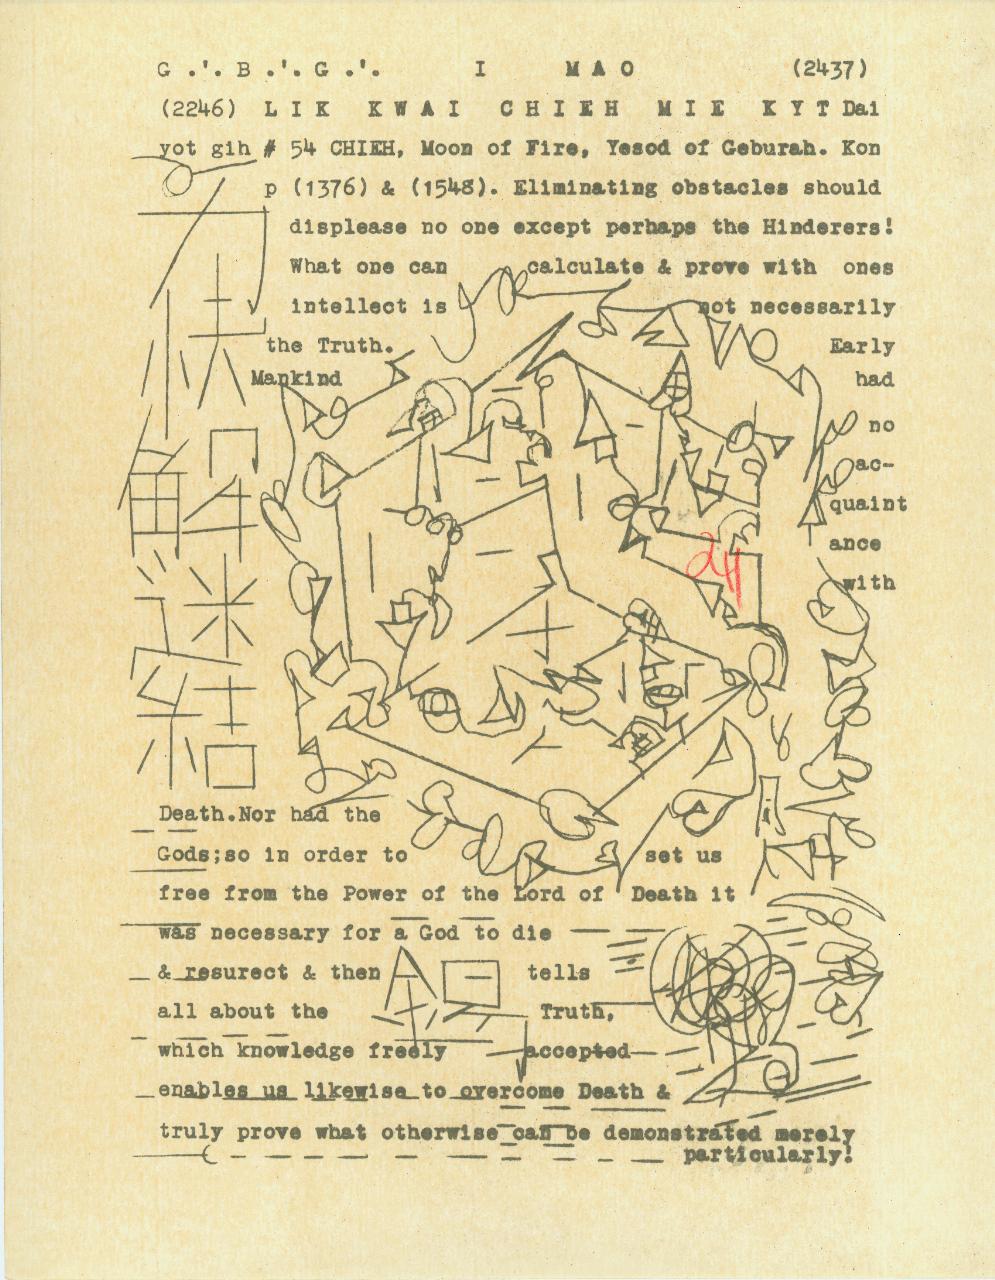 G .'. B .'. G .'. I MAO (2437)
(2246) LIK KWAI CHIEH MIE KYT Dai
yot gih # 54 CHIEH, Moon of Fire, Yesod of Geburah. Kon
p (1376) & (1548). Eliminating obstacles should
displease no one except perhaps the Hinderers!
What one can calculate & prove with ones
intellect is not necessarily
the Truth. Early
Mankind had
no
ac-
quaint
ance
with
Death.Nor had the
Gods;so in order to set us
free from the Power of the Lord of Death it
was necessary for a God to die
& resurect & then tells
all about the Truth,
which knowledge freely accepted
enables us likewise to overcome Death &
truly prove what otherwise can be demonstrated merely
particularly!